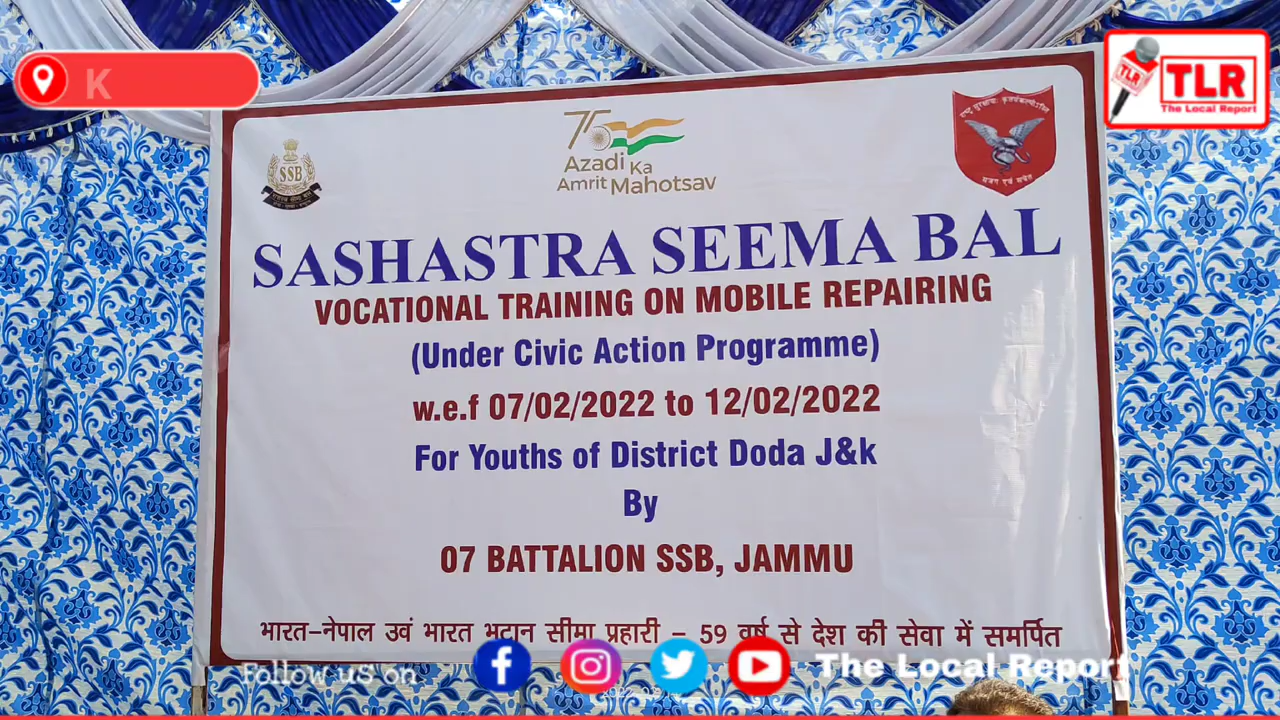 K
TLR
TLR
The Local Report
SSB
75
Azadi Ka
Amrit Mahotsav
SASHASTRA SEEMA BAL
VOCATIONAL TRAINING ON MOBILE REPAIRING
(Under Civic Action Programme)
w.e.f 07/02/2022 to 12/02/2022
For Youths of District Doda J&k
By
07 BATTALION SSB, JAMMU
भारत-नेपाल उवं भारत भूटान सीमा प्रहारी - 59 वर्ष से देश की सेवा में समर्पित
Follow us on
The Local Report